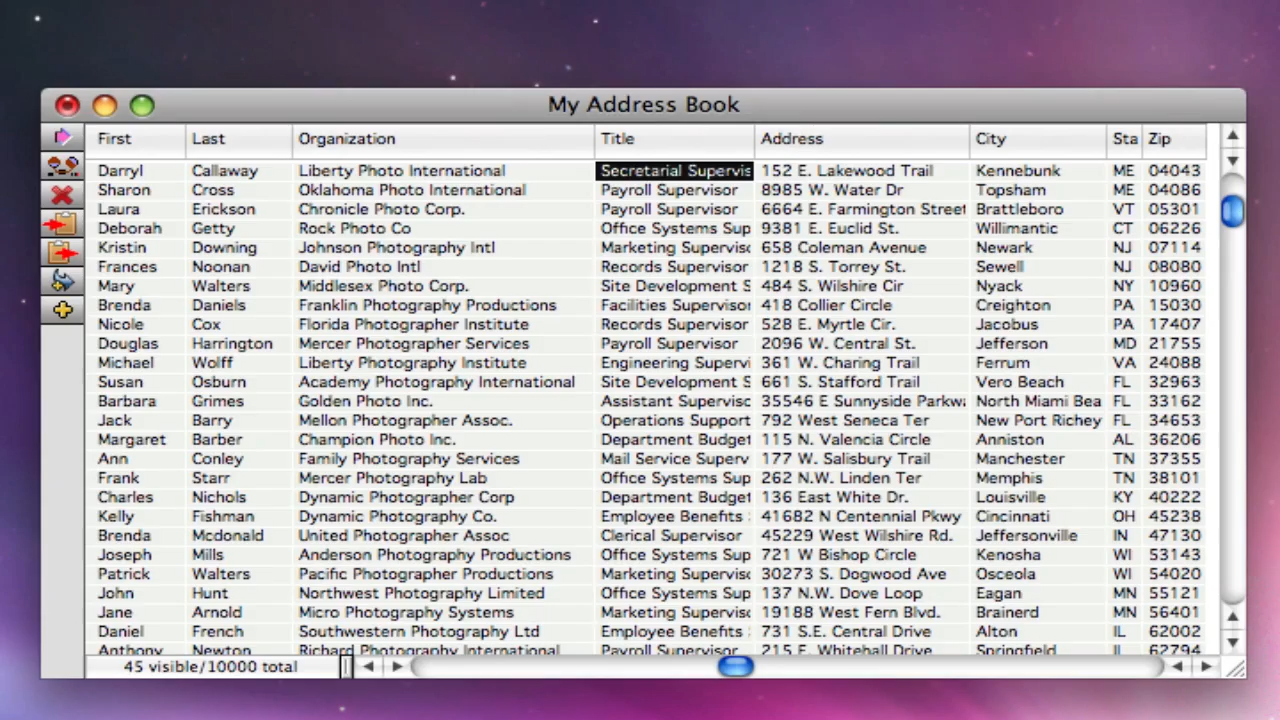 My Address Book
First Last Organization Title Address City Sta Zip
Darryl Callaway Liberty Photo International Secretarial Supervis 152 E. Lakewood Trail Kennebunk ME 04043
Sharon Cross Oklahoma Photo International Payroll Supervisor 8985 W. Water Dr Topsham ME 04086
Laura Erickson Chronicle Photo Corp. Payroll Supervisor 6664 E. Farmington Street Brattleboro VT 05301
Deborah Getty Rock Photo Co Office Systems Sup 9381 E. Euclid St. Willimantic CT 06226
Kristin Downing Johnson Photography Intl Marketing Superviso 658 Coleman Avenue Newark NJ 07114
Frances Noonan David Photo Intl Records Supervisor 1218 S. Torrey St. Sewell NJ 08080
Mary Walters Middlesex Photo Corp. Site Development S 484 S. Wilshire Cir Nyack NY 10960
Brenda Daniels Franklin Photography Productions Facilities Supervisor 418 Collier Circle Creighton PA 15030
Nicole Cox Florida Photographer Institute Records Supervisor 528 E. Myrtle Cir. Jacobus PA 17407
Douglas Harrington Mercer Photographer Services Payroll Supervisor 2096 W. Central St. Jefferson MD 21755
Michael Wolff Liberty Photography Institute Engineering Supervi 361 W. Charing Trail Ferrum VA 24088
Susan Osburn Academy Photography International Site Development S 661 S. Stafford Trail Vero Beach FL 32963
Barbara Grimes Golden Photo Inc. Assistant Superviso 35546 E Sunnyside Parkwa North Miami Bea FL 33162
Jack Barry Mellon Photographer Assoc. Operations Support 792 West Seneca Ter New Port Richey FL 34653
Margaret Barber Champion Photo Inc. Department Budget 115 N. Valencia Circle Anniston AL 36206
Ann Conley Family Photography Services Mail Service Superv 177 W. Salisbury Trail Manchester TN 37355
Frank Starr Mercer Photography Lab Office Systems Sup 262 N.W. Linden Ter Memphis TN 38101
Charles Nichols Dynamic Photographer Corp Department Budget 136 East White Dr. Louisville KY 40222
Kelly Fishman Dynamic Photography Co. Employee Benefits 41682 N Centennial Pkwy Cincinnati OH 45238
Brenda Mcdonald United Photographer Assoc Clerical Supervisor 45229 West Wilshire Rd. Jeffersonville IN 47130
Joseph Mills Anderson Photography Productions Office Systems Sup 721 W Bishop Circle Kenosha WI 53143
Patrick Walters Pacific Photographer Productions Marketing Superviso 30273 S. Dogwood Ave Osceola WI 54020
John Hunt Northwest Photography Limited Office Systems Sup 137 N.W. Dove Loop Eagan MN 55121
Jane Arnold Micro Photography Systems Marketing Superviso 19188 West Fern Blvd. Brainerd MN 56401
Daniel French Southwestern Photography Ltd Employee Benefits 731 S.E. Central Drive Alton IL 62002
Anthony Newton Richard Photography International Payroll Supervisor 215 E. Whitehall Drive Springfield IL 62794
45 visible/10000 total